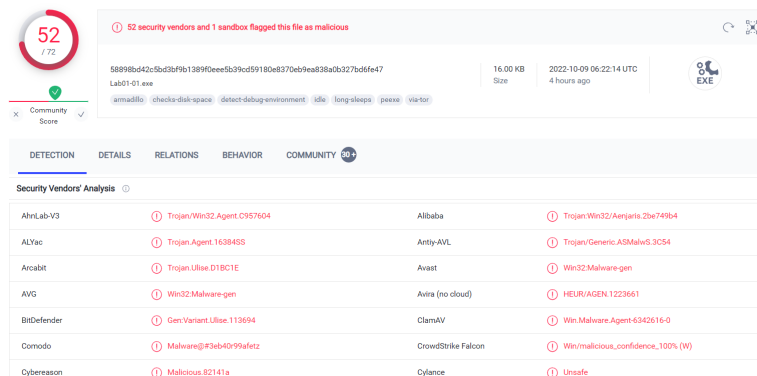 52
/ 72
Community
Score
52 security vendors and 1 sandbox flagged this file as malicious
58898bd42c5bd3bf9b1389f0eee5b39cd59180e8370eb9ea838a0b327bd6fe47
Lab01-01.exe
armadillo checks-disk-space detect-debug-environment idle long-sleeps peexe via-tor
16.00 KB
Size
2022-10-09 06:22:14 UTC
4 hours ago
EXE
DETECTION DETAILS RELATIONS BEHAVIOR COMMUNITY 30+
Security Vendors' Analysis
AhnLab-V3 Trojan/Win32.Agent.C957604 Alibaba Trojan:Win32/Aenjaris.2be749b4
ALYac Trojan.Agent.16384SS Antiy-AVL Trojan/Generic.ASMalwS.3C54
Arcabit Trojan.Ulise.D1BC1E Avast Win32:Malware-gen
AVG Win32:Malware-gen Avira (no cloud) HEUR/AGEN.1223661
BitDefender Gen:Variant.Ulise.113694 ClamAV Win.Malware.Agent-6342616-0
Comodo Malware@#3eb40r99afetz CrowdStrike Falcon Win/malicious_confidence_100% (W)
Cybereason Malicious.82141a Cylance Unsafe